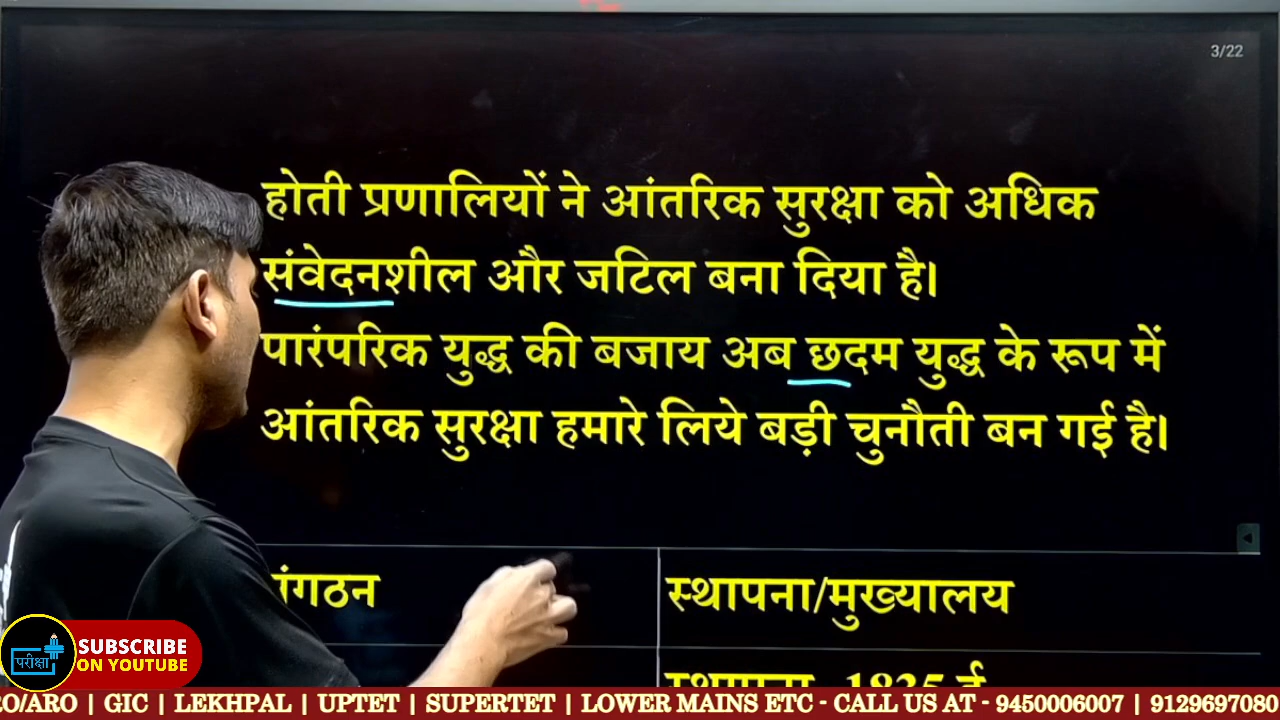 3/22
होती प्रणालियों ने आंतरिक सुरक्षा को अधिक
संवेदनशील और जटिल बना दिया है।
पारंपरिक युद्ध की बजाय अब छदम युद्ध के रूप में
आंतरिक सुरक्षा हमारे लिये बड़ी चुनौती बन गई है।
स्थापना/मुख्यालय
परीक्षा
SUBSCRIBE
ON YOUTUBE
O/ARO | GIC | LEKHPAL | UPTET | SUPERTET | LOWER MAINS ETC - CALL US AT - 9450006007 | 9129697080